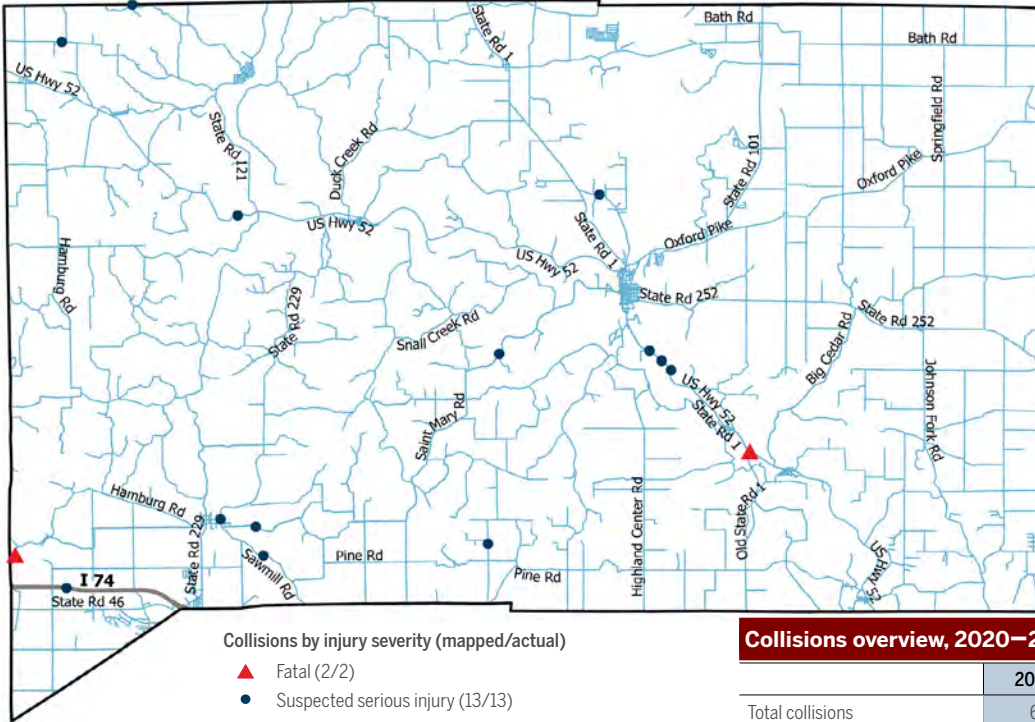 State Rd 1
Bath Rd
Bath Rd
US Hwy 52
State Rd 121
Duck Creek Rd
Springfield Rd
State Rd 101
Oxford Pike
US Hwy 52
State Rd 1
Oxford Pike
Hamburg Rd
US Hwy 52
State Rd 252
State Rd 229
Snail Creek Rd
Big Cedar Rd
State Rd 252
US Hwy 52
State Rd 1
Johnson Fork Rd
Saint Mary Rd
Hamburg Rd
State Rd 229
Highland Center Rd
Old State Rd 1
Sawmill Rd
Pine Rd
Pine Rd
US Hwy 52
I 74
State Rd 46
Collisions by injury severity (mapped/actual)
Fatal (2/2)
Suspected serious injury (13/13)
Collisions overview, 2020–2
20
Total collisions